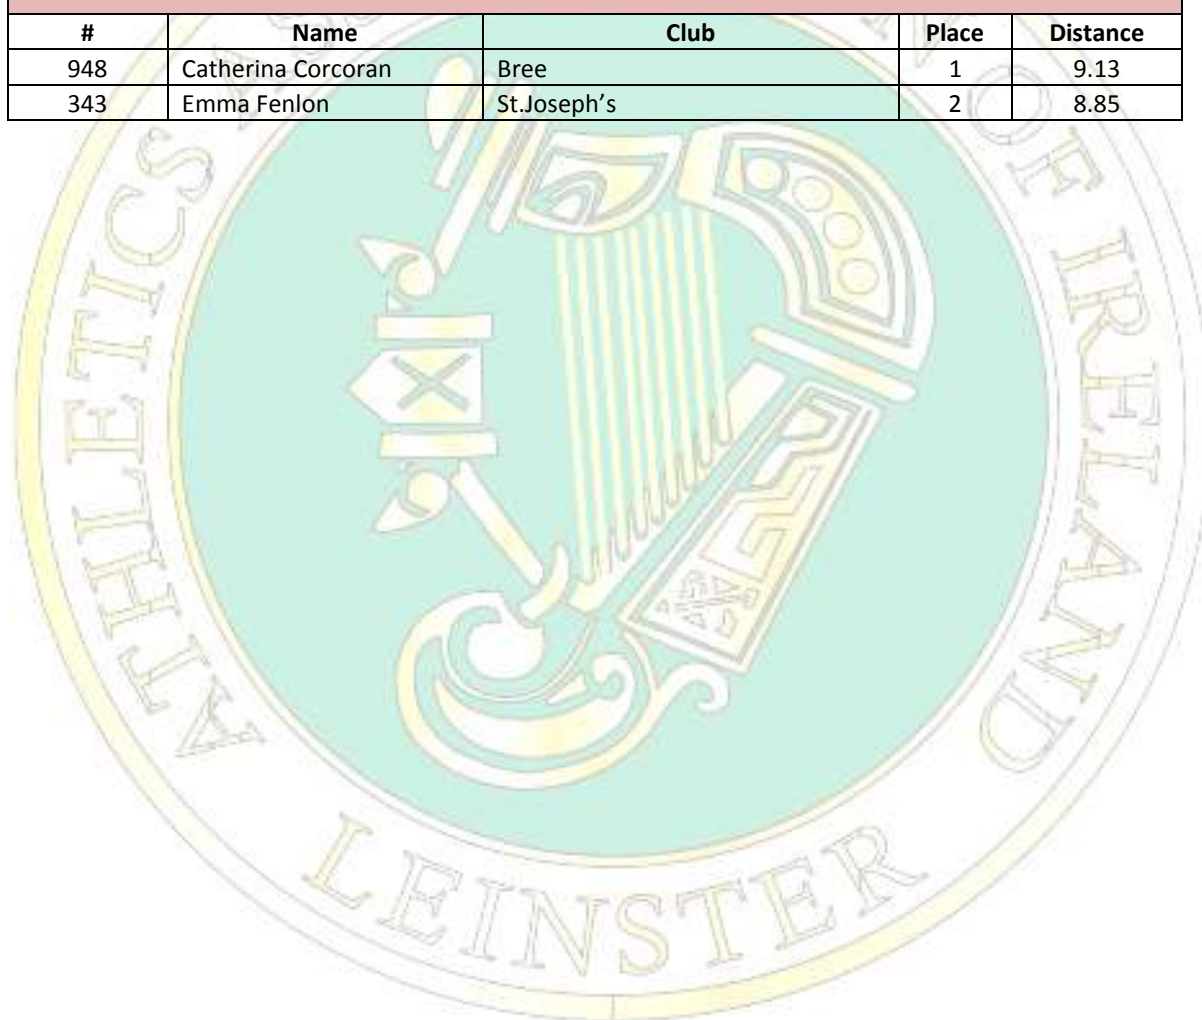 # Name Club Place Distance
948 Catherina Corcoran Bree 1 9.13
343 Emma Fenlon St.Joseph’s 2 8.85
ATHLETICS ASSOCIATION OF IRELAND
LEINSTER